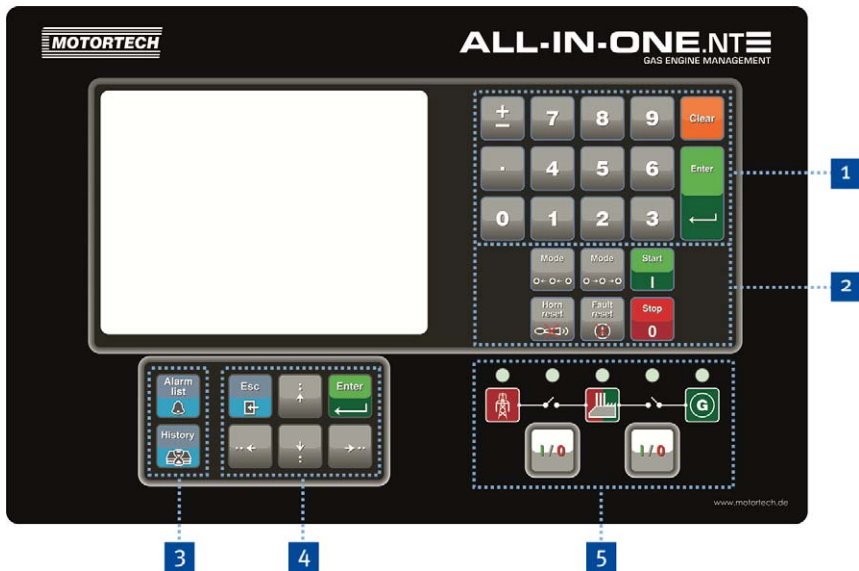 MOTORTECH
ALL-IN-ONE.NT
GAS ENGINE MANAGEMENT
± 7 8 9 Clear
. 4 5 6 Enter
1
0 1 2 3
Mode Mode Start
I
2
Horn reset Fault reset Stop
0
Alarm list Esc Enter
History
G
1/0 1/0
www.motortech.de
3 4 5